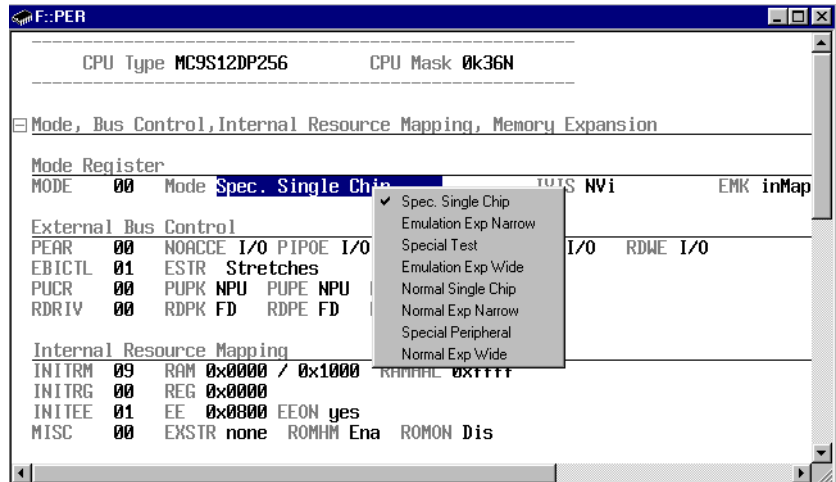 F::PER
CPU Type MC9S12DP256 CPU Mask 0k36N
Mode, Bus Control,Internal Resource Mapping, Memory Expansion
Mode Register
MODE 00 Mode Spec. Single Chip IVIS NVi EMK inMap
Spec. Single Chip
Emulation Exp Narrow
Special Test
Emulation Exp Wide
Normal Single Chip
Normal Exp Narrow
Special Peripheral
Normal Exp Wide
External Bus Control
PEAR 00 NOACCE I/O PIPOE I/O I/O RDWE I/O
EBICTL 01 ESTR Stretches
PUCR 00 PUPK NPU PUPE NPU
RDRIV 00 RDPK FD RDPE FD
Internal Resource Mapping
INITRM 09 RAM 0x0000 / 0x1000 RAMHAL 0xffff
INITRG 00 REG 0x0000
INITEE 01 EE 0x0800 EEON yes
MISC 00 EXSTR none ROMHM Ena ROMON Dis